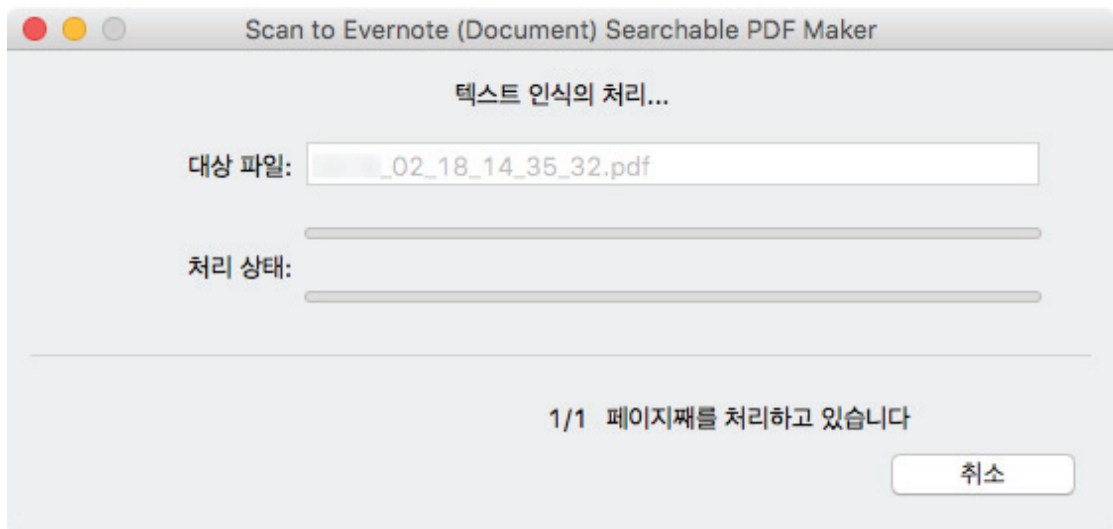 Scan to Evernote (Document) Searchable PDF Maker
텍스트 인식의 처리...
대상 파일: _02_18_14_35_32.pdf
처리 상태:
1/1 페이지째를 처리하고 있습니다
취소